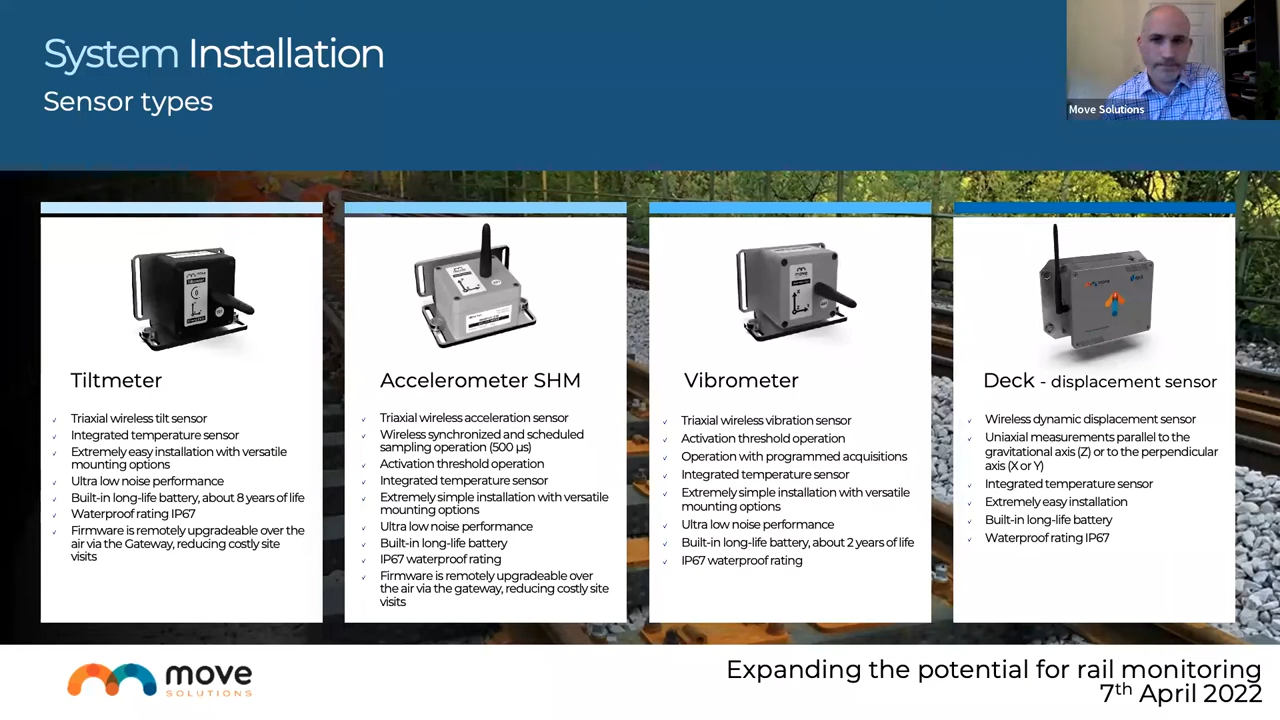 System Installation
Sensor types
Move Solutions
Tiltmeter
Triaxial wireless tilt sensor
Integrated temperature sensor
Extremely easy installation with versatile
mounting options
Ultra low noise performance
Built-in long-life battery, about 8 years of life
Waterproof rating IP67
Firmware is remotely upgradeable over the
air via the Gateway, reducing costly site
visits
Accelerometer SHM
Triaxial wireless acceleration sensor
Wireless synchronized and scheduled
sampling operation (500 µs)
Activation threshold operation
Integrated temperature sensor
Extremely simple installation with versatile
mounting options
Ultra low noise performance
Built-in long-life battery
IP67 waterproof rating
Firmware is remotely upgradeable over
the air via the gateway, reducing costly site
visits
Vibrometer
Triaxial wireless vibration sensor
Activation threshold operation
Operation with programmed acquisitions
Integrated temperature sensor
Extremely simple installation with versatile
mounting options
Ultra low noise performance
Built-in long-life battery, about 2 years of life
IP67 waterproof rating
Deck - displacement sensor
Wireless dynamic displacement sensor
Uniaxial measurements parallel to the
gravitational axis (Z) or to the perpendicular
axis (X or Y)
Integrated temperature sensor
Extremely easy installation
Built-in long-life battery
Waterproof rating IP67
move
SOLUTIONS
Expanding the potential for rail monitoring
7th April 2022